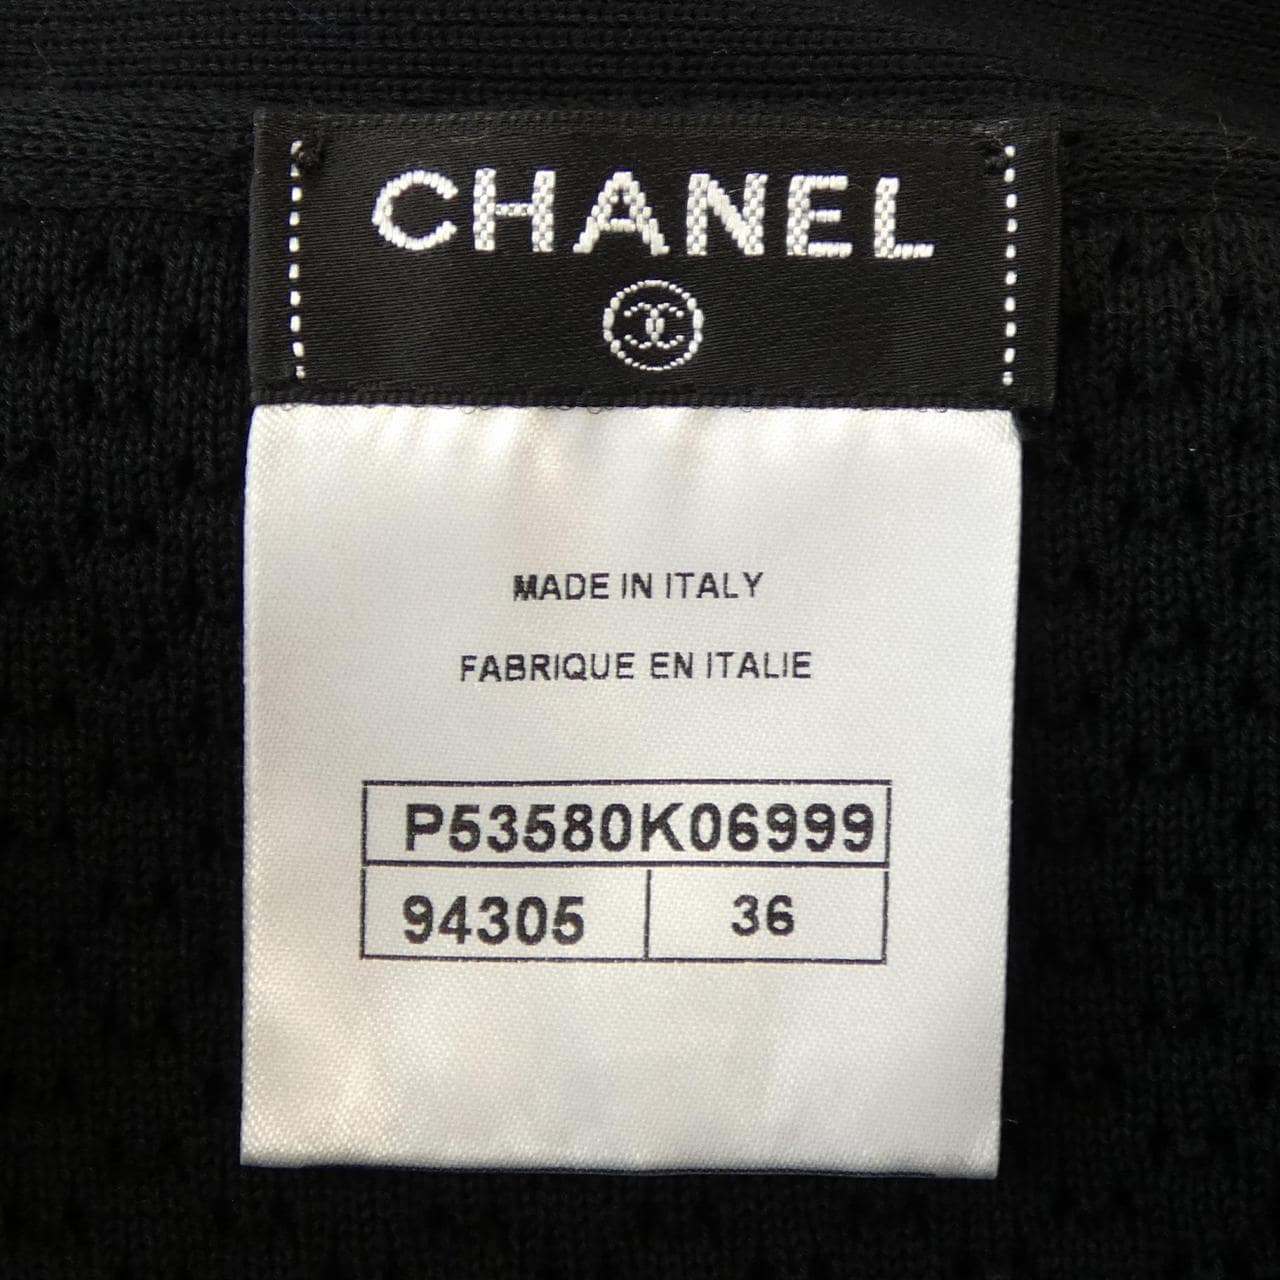 CHANEL
MADE IN ITALY
FABRIQUE EN ITALIE
P53580K06999
94305 36